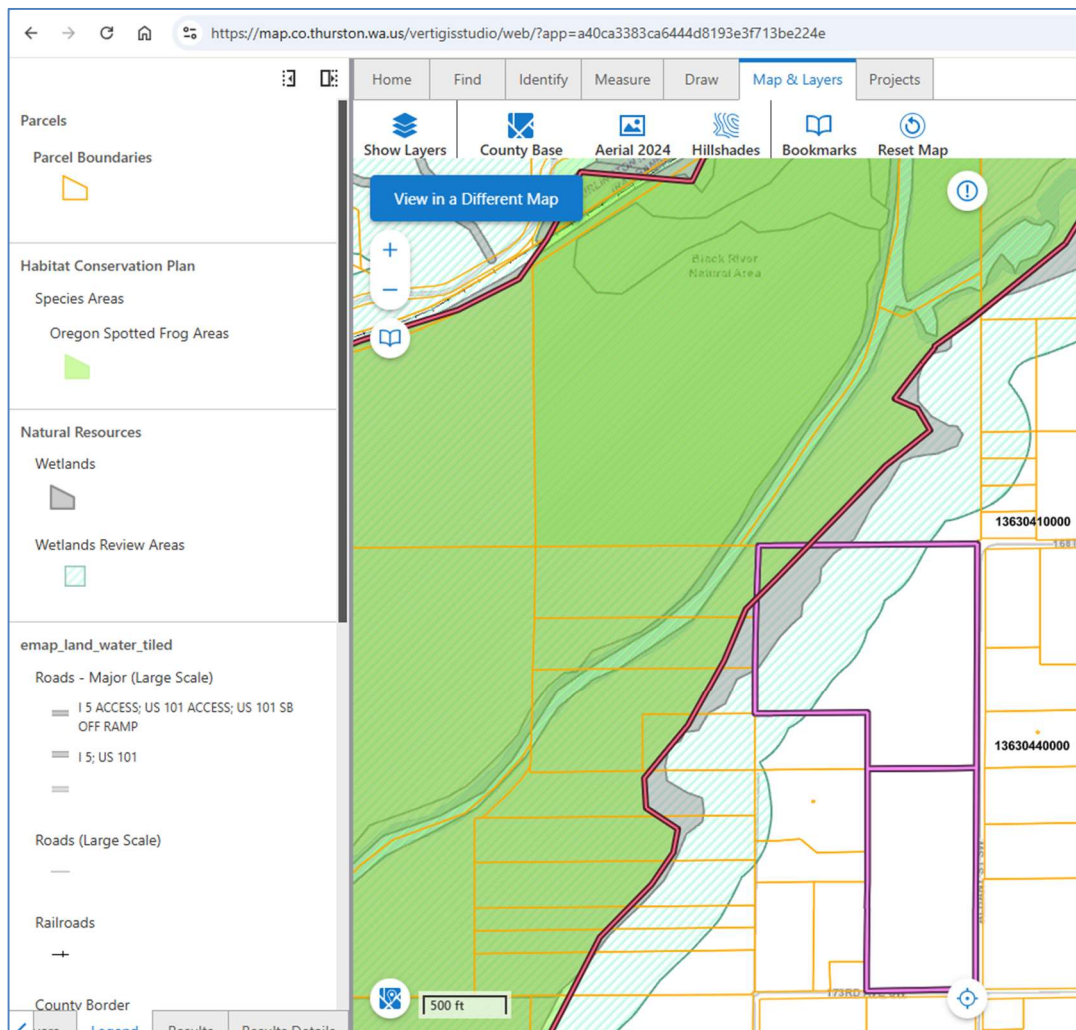 https://map.co.thurston.wa.us/vertigisstudio/web/?app=a40ca3383ca6444d8193e3f713be224e
Home
Find
Identify
Measure
Draw
Map & Layers
Projects
Show Layers
County Base
Aerial 2024
Hillshades
Bookmarks
Reset Map
Parcels
Parcel Boundaries
Habitat Conservation Plan
Species Areas
Oregon Spotted Frog Areas
Natural Resources
Wetlands
Wetlands Review Areas
emap_land_water_tiled
Roads - Major (Large Scale)
I 5 ACCESS; US 101 ACCESS; US 101 SB
OFF RAMP
I 5; US 101
Roads (Large Scale)
Railroads
County Border
Legend
Results
Results Details
View in a Different Map
Black River
Natural Area
13630410000
13630440000
500 ft